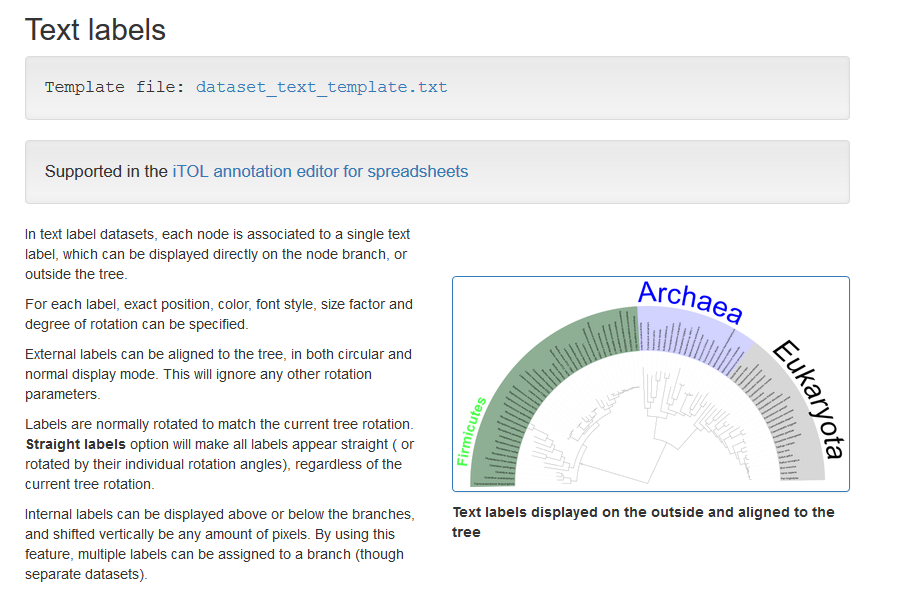 Text labels
Template file: dataset_text_template.txt
Supported in the iTOL annotation editor for spreadsheets
In text label datasets, each node is associated to a single text
label, which can be displayed directly on the node branch, or
outside the tree.
For each label, exact position, color, font style, size factor and
degree of rotation can be specified.
External labels can be aligned to the tree, in both circular and
normal display mode. This will ignore any other rotation
parameters.
Labels are normally rotated to match the current tree rotation.
Straight labels option will make all labels appear straight ( or
rotated by their individual rotation angles), regardless of the
current tree rotation.
Internal labels can be displayed above or below the branches,
and shifted vertically be any amount of pixels. By using this
feature, multiple labels can be assigned to a branch (though
separate datasets).
Firmicutes
Archaea
Eukaryota
Text labels displayed on the outside and aligned to the
tree